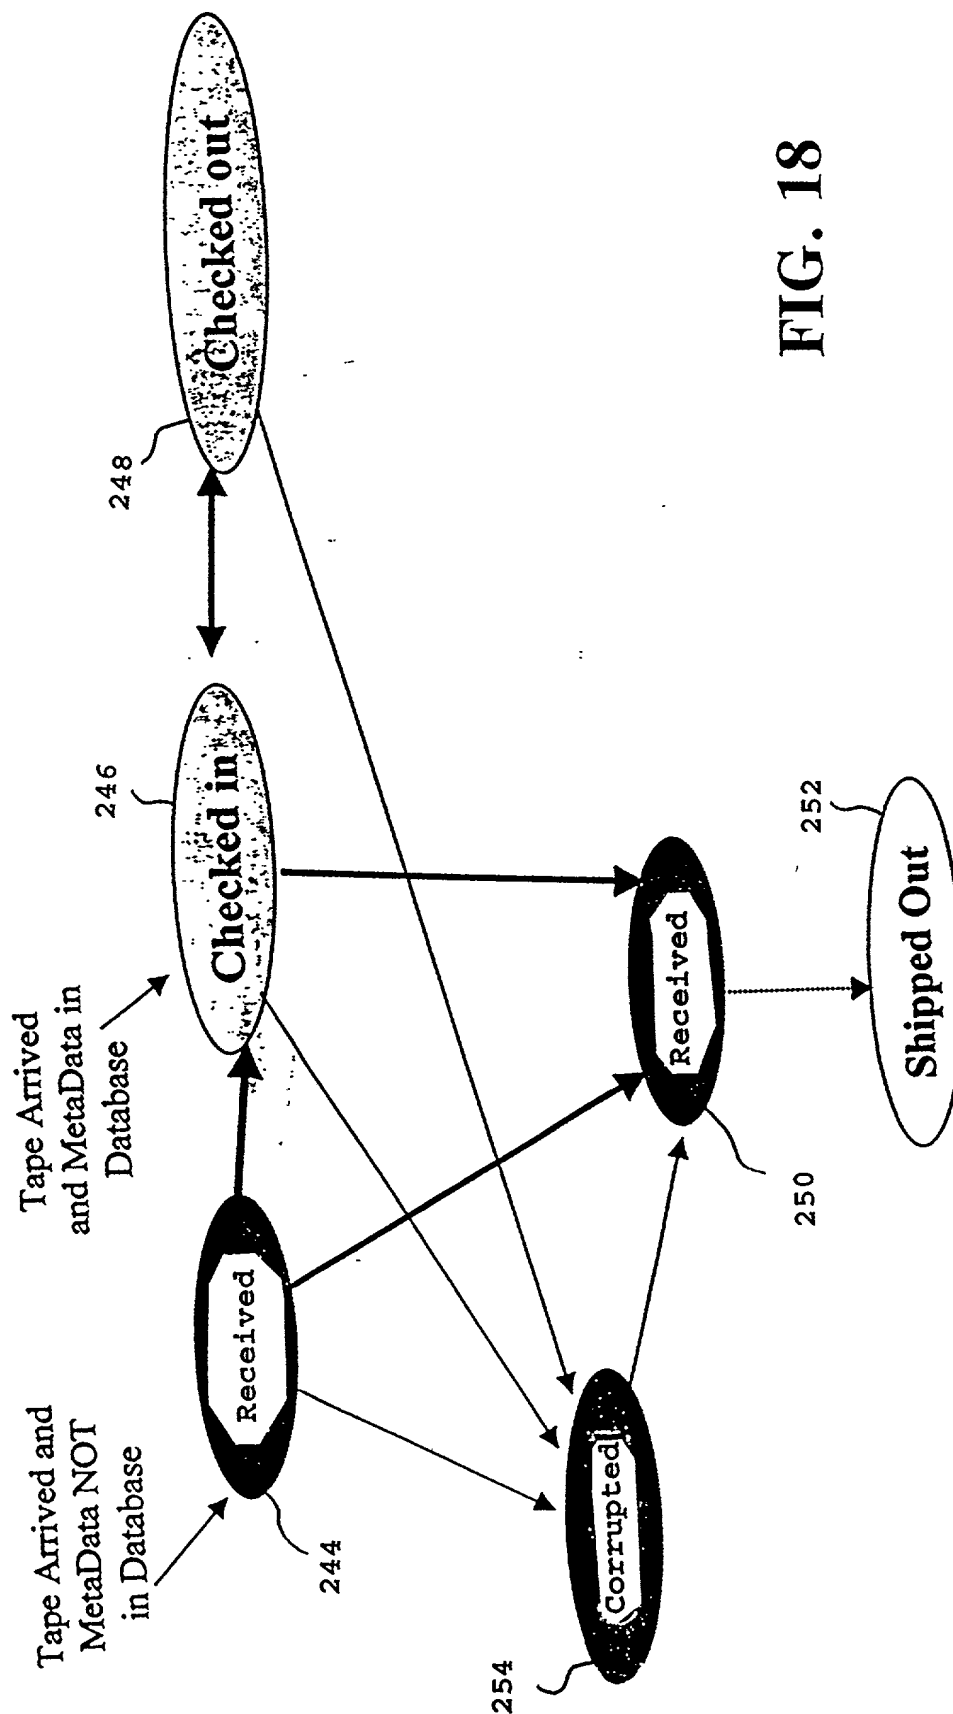 Tape Arrived and
MetaData NOT
in Database
Tape Arrived
and MetaData in
Database
244
Received
246
Checked in
248
Checked out
254
Corrupted
250
Received
252
Shipped Out
FIG. 18